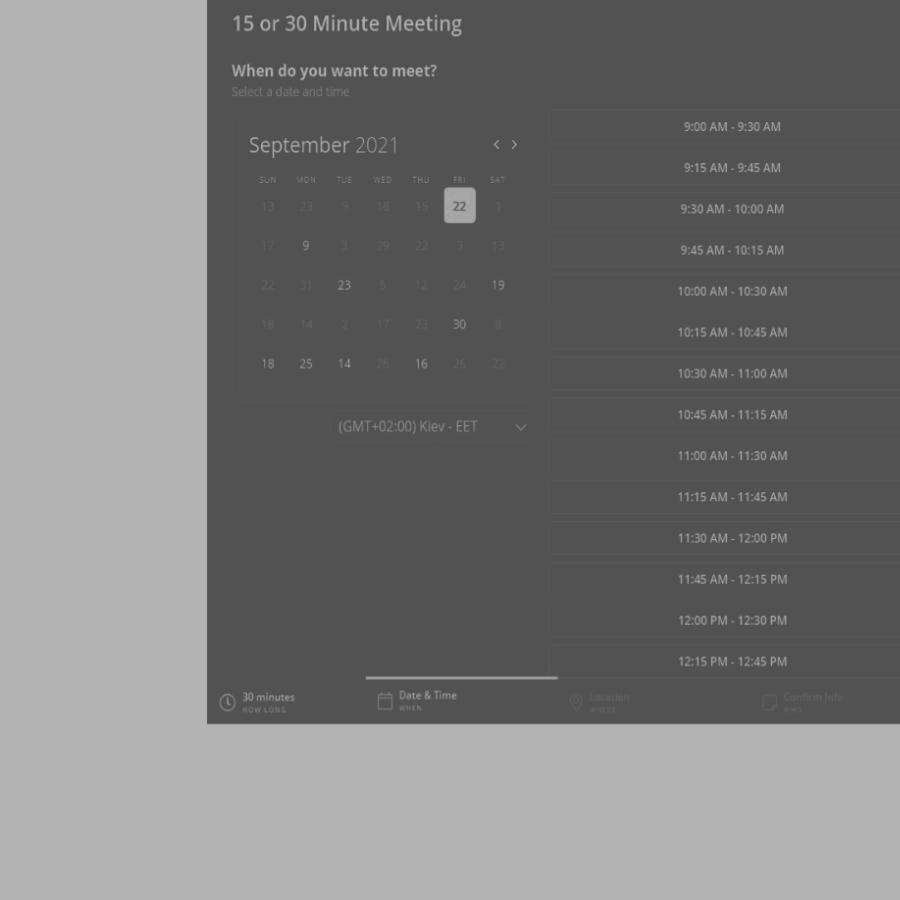 15 or 30 Minute Meeting
When do you want to meet?
Select a date and time
September 2021
SUN MON TUE WED THU FRI SAT
13 23 9 18 15 22 1
17 9 3 29 22 3 13
22 31 23 5 12 24 19
18 14 2 17 23 30 8
18 25 14 26 16 26 22
(GMT+02:00) Kiev - EET
9:00 AM - 9:30 AM
9:15 AM - 9:45 AM
9:30 AM - 10:00 AM
9:45 AM - 10:15 AM
10:00 AM - 10:30 AM
10:15 AM - 10:45 AM
10:30 AM - 11:00 AM
10:45 AM - 11:15 AM
11:00 AM - 11:30 AM
11:15 AM - 11:45 AM
11:30 AM - 12:00 PM
11:45 AM - 12:15 PM
12:00 PM - 12:30 PM
12:15 PM - 12:45 PM
30 minutes
HOW LONG
Date & Time
WHEN
Location
WHERE
Confirm Info
WHO